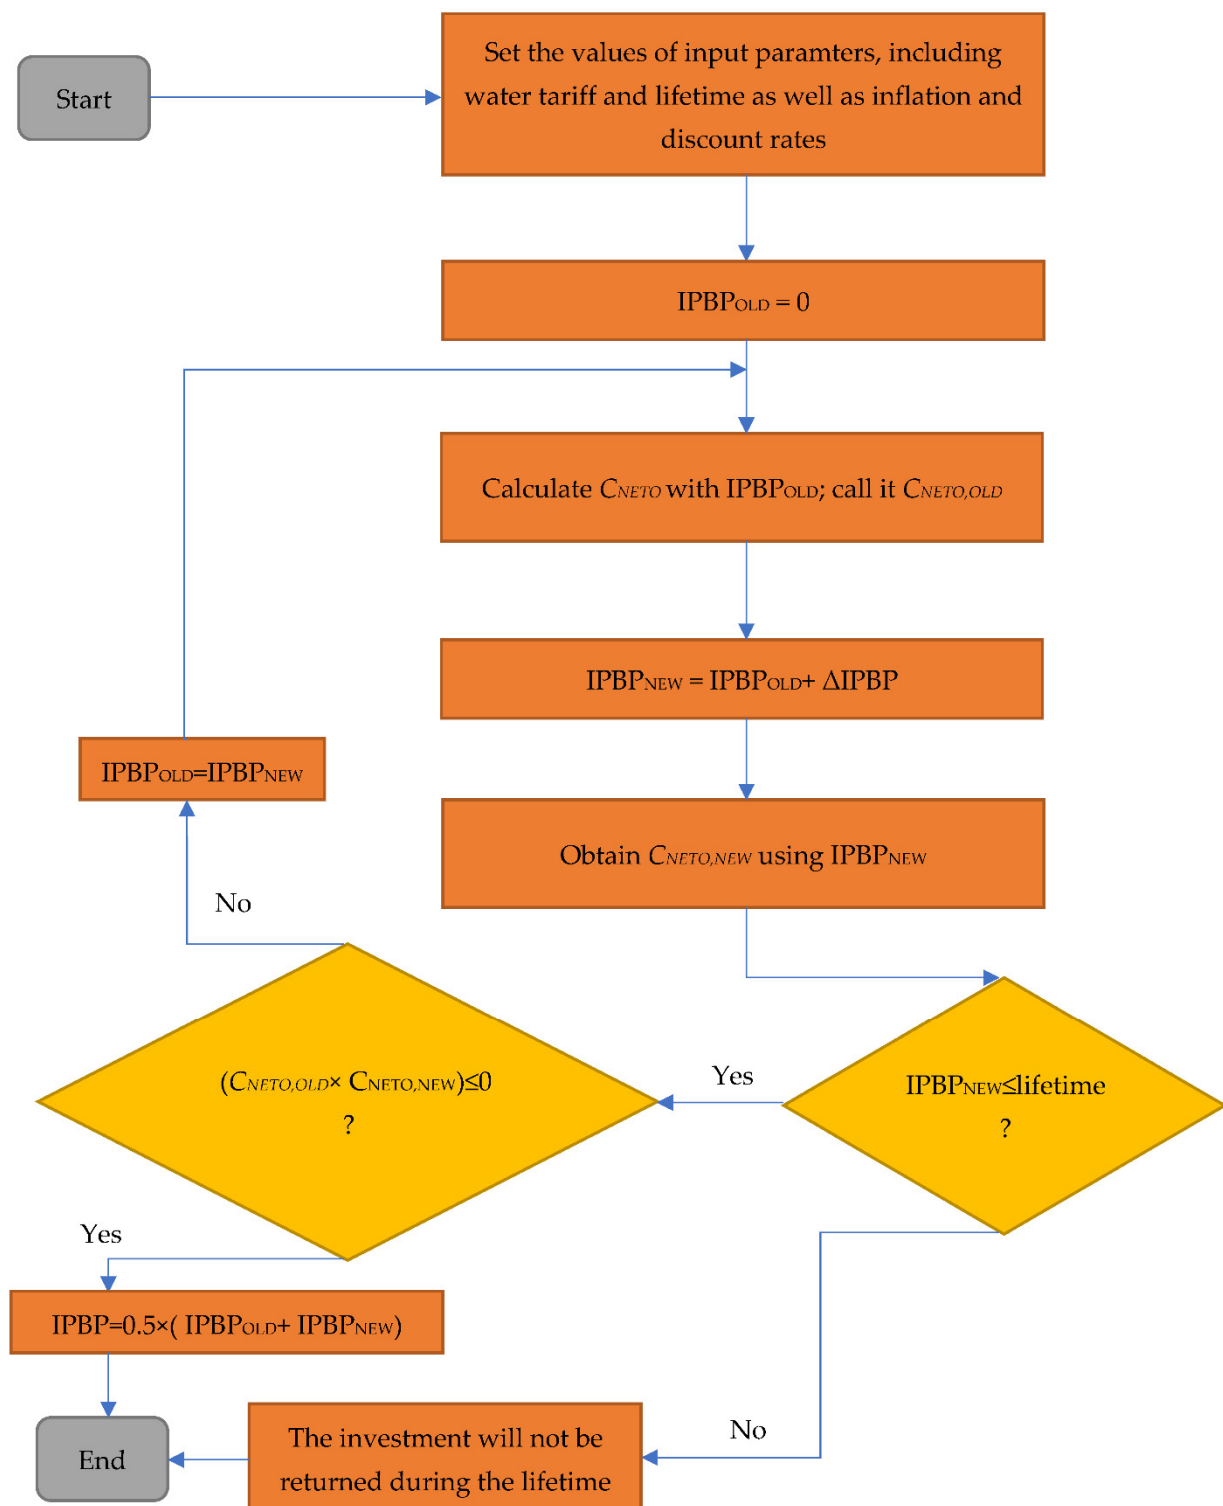 Start
Set the values of input paramters, including
water tariff and lifetime as well as inflation and
discount rates
IPBPOLD = 0
Calculate CNETO with IPBPOLD; call it CNETO,OLD
IPBPNEW = IPBPOLD+ ΔIPBP
IPBPOLD=IPBPNEW
Obtain CNETO,NEW using IPBPNEW
No
(CNETO,OLD× CNETO,NEW)≤0
?
Yes
IPBPNEW≤lifetime
?
Yes
IPBP=0.5×( IPBPOLD+ IPBPNEW)
No
The investment will not be
returned during the lifetime
End